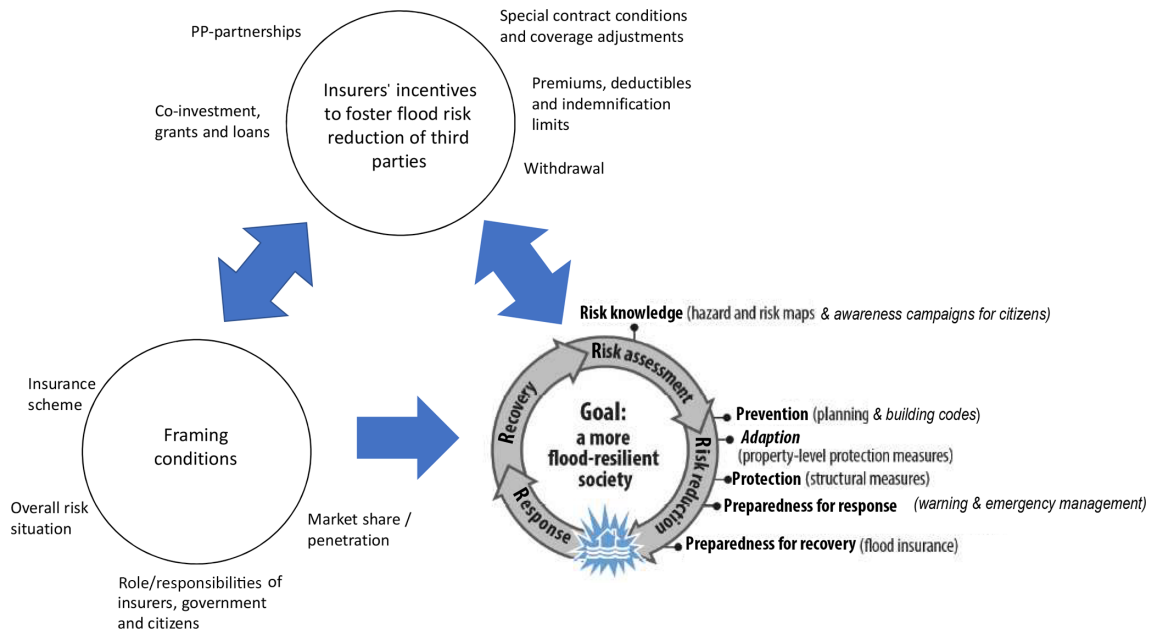 PP-partnerships
Co-investment,
grants and loans
Insurers' incentives
to foster flood risk
reduction of third
parties
Special contract conditions
and coverage adjustments
Premiums, deductibles
and indemnification
limits
Withdrawal
Insurance
scheme
Overall risk
situation
Framing
conditions
Role/responsibilities of
insurers, government
and citizens
Market share /
penetration
Risk knowledge (hazard and risk maps & awareness campaigns for citizens)
Risk assessment
Risk reduction
Response
Recovery
Goal:
a more
flood-resilient
society
Prevention (planning & building codes)
Adaption
(property-level protection measures)
Protection (structural measures)
Preparedness for response (warning & emergency management)
Preparedness for recovery (flood insurance)